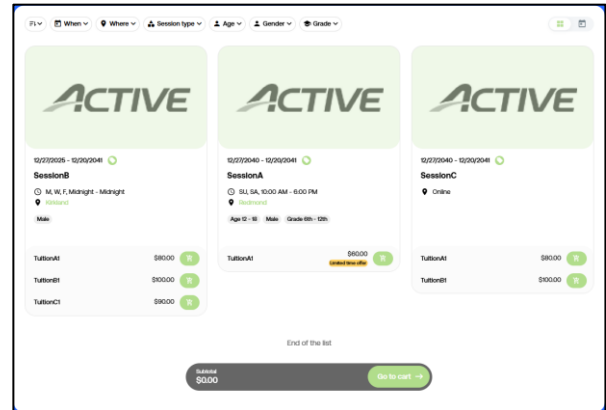 When Where Session type Age Gender Grade
ACTIVE
12/27/2025 - 12/20/2041
SessionB
M, W, F, Midnight - Midnight
Kirkland
Male
TuitionA1 $80.00
TuitionB1 $100.00
TuitionC1 $90.00
ACTIVE
12/27/2040 - 12/20/2041
SessionA
SU, SA, 10:00 AM - 6:00 PM
Redmond
Age 12 - 18 Male Grade 6th - 12th
TuitionA1 $60.00
Limited time offer
ACTIVE
12/27/2040 - 12/20/2041
SessionC
Online
TuitionA1 $80.00
TuitionB1 $100.00
End of the list
Subtotal
$0.00
Go to cart →